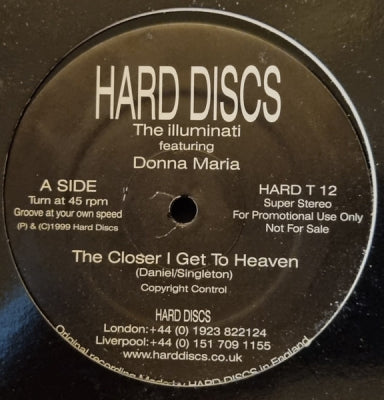 HARD DISCS
The illuminati
featuring
Donna Maria
A SIDE
Turn at 45 rpm
Groove at your own speed
(P) & (C)1999 Hard Discs
HARD T 12
Super Stereo
For Promotional Use Only
Not For Sale
The Closer I Get To Heaven
(Daniel/Singleton)
Copyright Control
HARD DISCS
London:+44 (0) 1923 822124
Liverpool:+44 (0) 151 709 1155
www.harddiscs.co.uk
Original recording Made by HARD DISCS in England